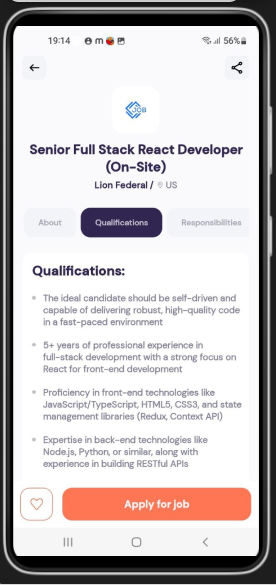 19:14
56%
JOB
Senior Full Stack React Developer
(On-Site)
Lion Federal / US
About
Qualifications
Responsibilities
Qualifications:
The ideal candidate should be self-driven and
capable of delivering robust, high-quality code
in a fast-paced environment
5+ years of professional experience in
full-stack development with a strong focus on
React for front-end development
Proficiency in front-end technologies like
JavaScript/TypeScript, HTML5, CSS3, and state
management libraries (Redux, Context API)
Expertise in back-end technologies like
Node.js, Python, or similar, along with
experience in building RESTful APIs
Apply for job